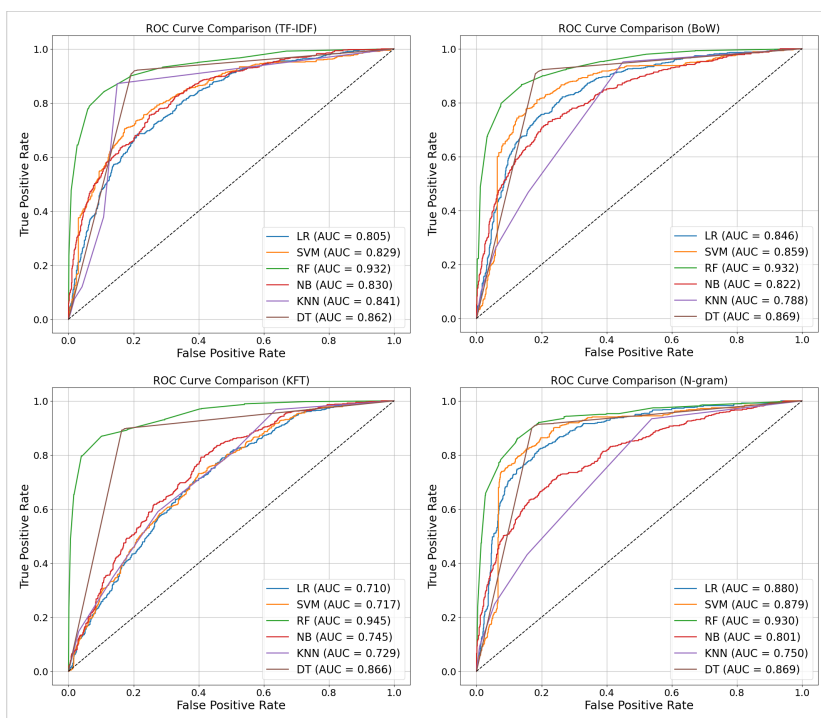 ROC Curve Comparison (TF-IDF)
1.0
0.8
0.6
0.4
0.2
0.0
True Positive Rate
LR (AUC = 0.805)
SVM (AUC = 0.829)
RF (AUC = 0.932)
NB (AUC = 0.830)
KNN (AUC = 0.841)
DT (AUC = 0.862)
0.0 0.2 0.4 0.6 0.8 1.0
False Positive Rate
ROC Curve Comparison (BoW)
1.0
0.8
0.6
0.4
0.2
0.0
True Positive Rate
LR (AUC = 0.846)
SVM (AUC = 0.859)
RF (AUC = 0.932)
NB (AUC = 0.822)
KNN (AUC = 0.788)
DT (AUC = 0.869)
0.0 0.2 0.4 0.6 0.8 1.0
False Positive Rate
ROC Curve Comparison (KFT)
1.0
0.8
0.6
0.4
0.2
0.0
True Positive Rate
LR (AUC = 0.710)
SVM (AUC = 0.717)
RF (AUC = 0.945)
NB (AUC = 0.745)
KNN (AUC = 0.729)
DT (AUC = 0.866)
0.0 0.2 0.4 0.6 0.8 1.0
False Positive Rate
ROC Curve Comparison (N-gram)
1.0
0.8
0.6
0.4
0.2
0.0
True Positive Rate
LR (AUC = 0.880)
SVM (AUC = 0.879)
RF (AUC = 0.930)
NB (AUC = 0.801)
KNN (AUC = 0.750)
DT (AUC = 0.869)
0.0 0.2 0.4 0.6 0.8 1.0
False Positive Rate